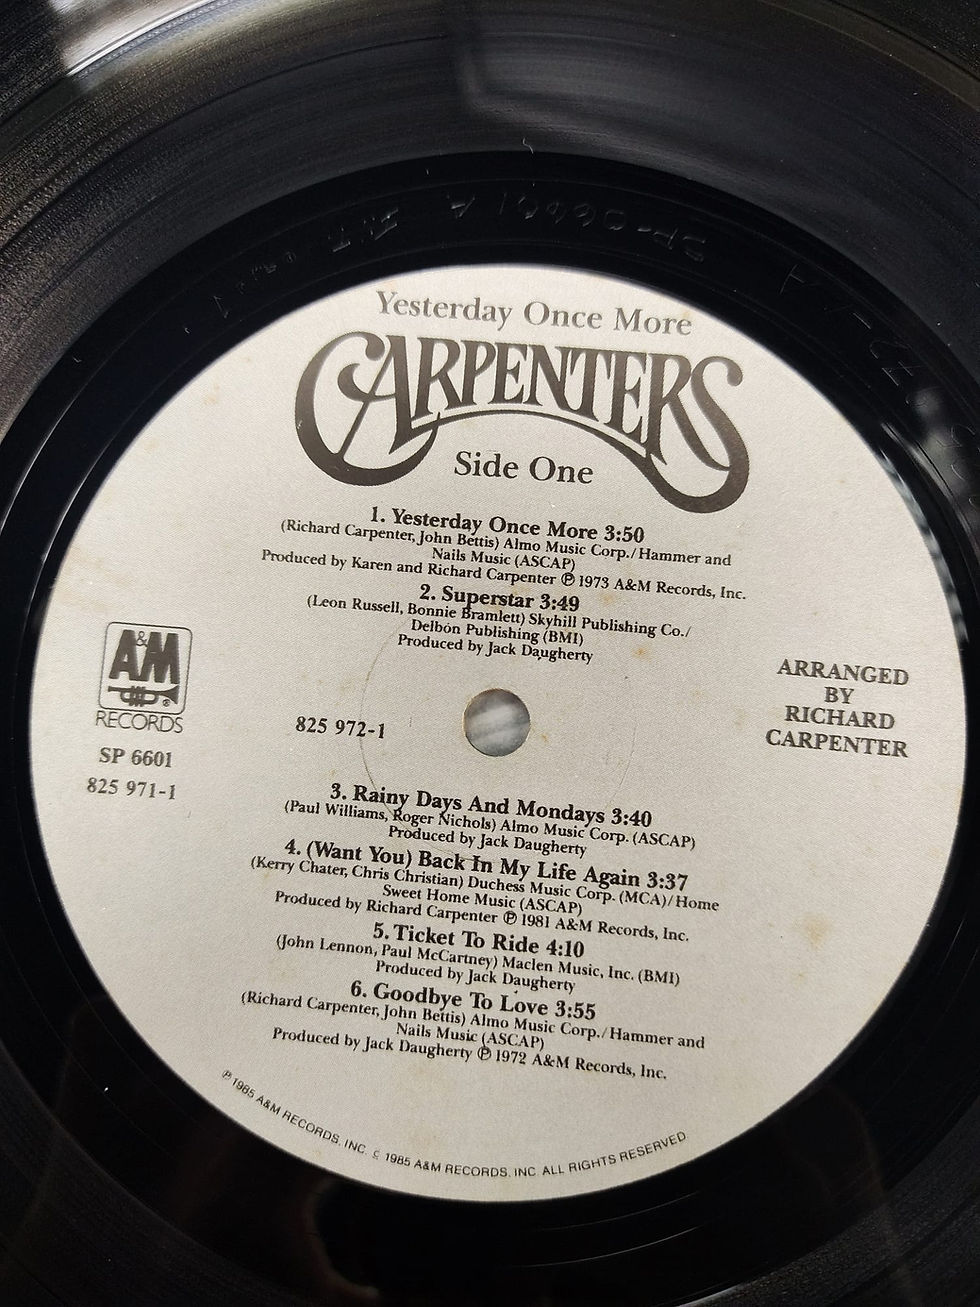 SP-06601 A
Yesterday Once More
CARPENTERS
Side One
1. Yesterday Once More 3:50
(Richard Carpenter, John Bettis) Almo Music Corp./Hammer and
Nails Music (ASCAP)
Produced by Karen and Richard Carpenter ℗ 1973 A&M Records, Inc.
2. Superstar 3:49
(Leon Russell, Bonnie Bramlett) Skyhill Publishing Co./
Delbon Publishing (BMI)
Produced by Jack Daugherty
A&M
RECORDS
SP 6601
825 971-1
825 972-1
ARRANGED
BY
RICHARD
CARPENTER
3. Rainy Days And Mondays 3:40
(Paul Williams, Roger Nichols) Almo Music Corp. (ASCAP)
Produced by Jack Daugherty
4. (Want You) Back In My Life Again 3:37
(Kerry Chater, Chris Christian) Duchess Music Corp. (MCA)/Home
Sweet Home Music (ASCAP)
Produced by Richard Carpenter ℗ 1981 A&M Records, Inc.
5. Ticket To Ride 4:10
(John Lennon, Paul McCartney) Maclen Music, Inc. (BMI)
Produced by Jack Daugherty
6. Goodbye To Love 3:55
(Richard Carpenter, John Bettis) Almo Music Corp./Hammer and
Nails Music (ASCAP)
Produced by Jack Daugherty ℗ 1972 A&M Records, Inc.
℗ 1985 A&M RECORDS, INC. © 1985 A&M RECORDS, INC. ALL RIGHTS RESERVED